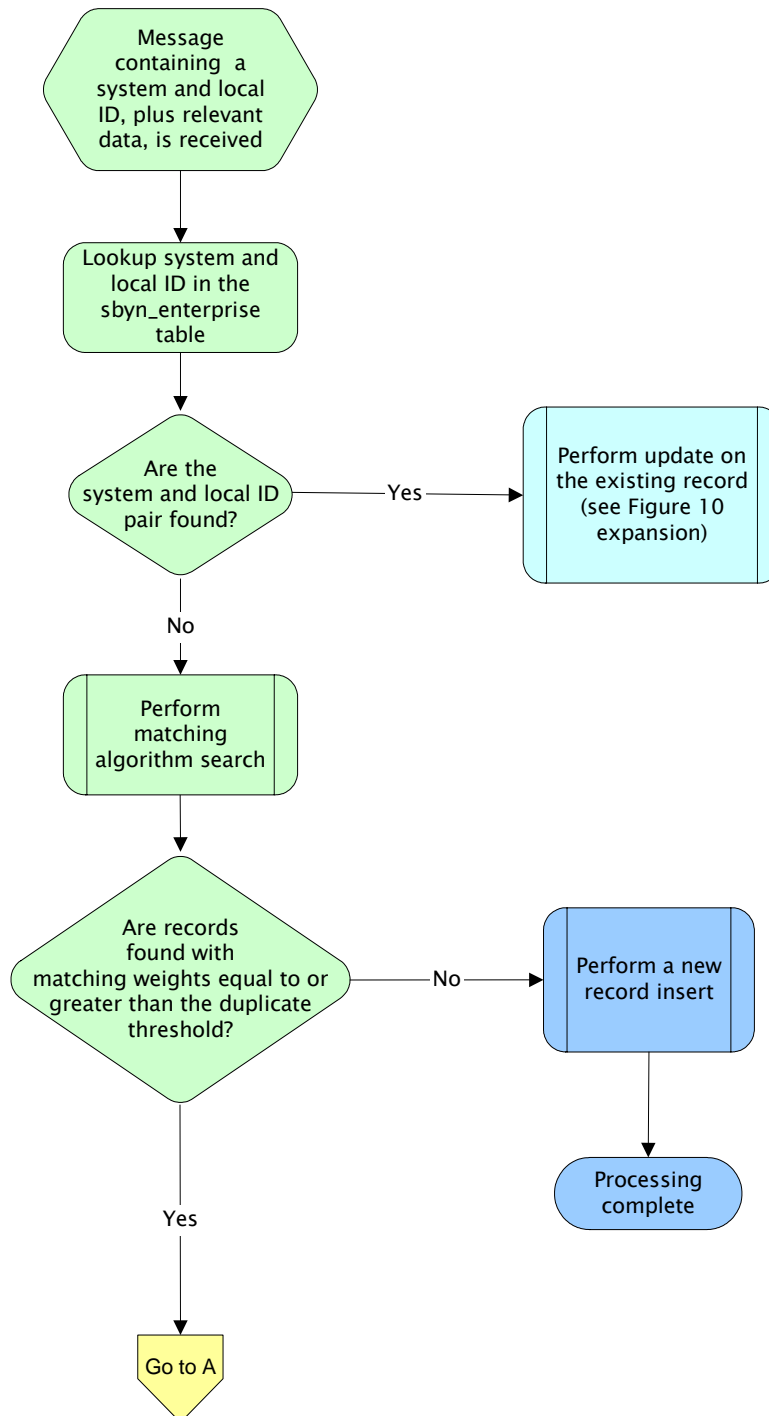 Message
containing a
system and local
ID, plus relevant
data, is received
Lookup system and
local ID in the
sbyn_enterprise
table
Are the
system and local ID
pair found?
Yes
Perform update on
the existing record
(see Figure 10
expansion)
No
Perform
matching
algorithm search
Are records
found with
matching weights equal to or
greater than the duplicate
threshold?
No
Perform a new
record insert
Processing
complete
Yes
Go to A